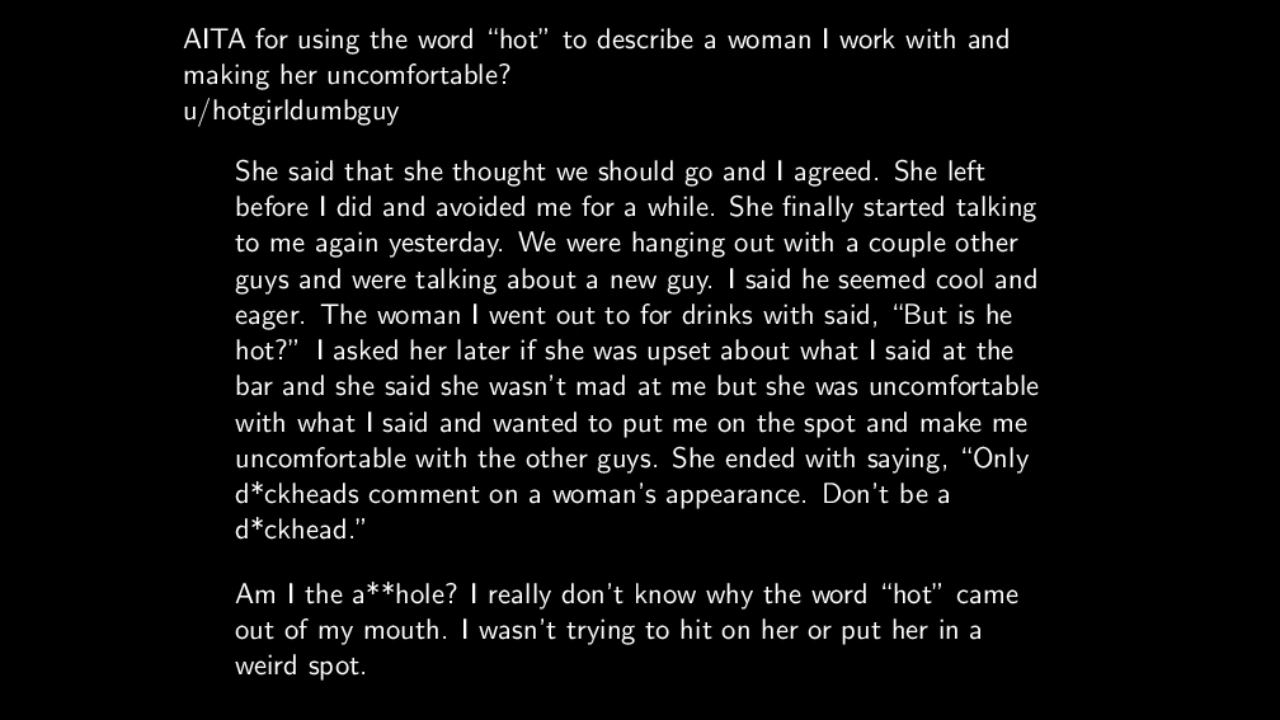 AITA for using the word “hot” to describe a woman I work with and
making her uncomfortable?
u/hotgirldumbguy
She said that she thought we should go and I agreed. She left
before I did and avoided me for a while. She finally started talking
to me again yesterday. We were hanging out with a couple other
guys and were talking about a new guy. I said he seemed cool and
eager. The woman I went out to for drinks with said, “But is he
hot?” I asked her later if she was upset about what I said at the
bar and she said she wasn’t mad at me but she was uncomfortable
with what I said and wanted to put me on the spot and make me
uncomfortable with the other guys. She ended with saying, “Only
d*ckheads comment on a woman’s appearance. Don’t be a
d*ckhead.”
Am I the a**hole? I really don’t know why the word “hot” came
out of my mouth. I wasn’t trying to hit on her or put her in a
weird spot.